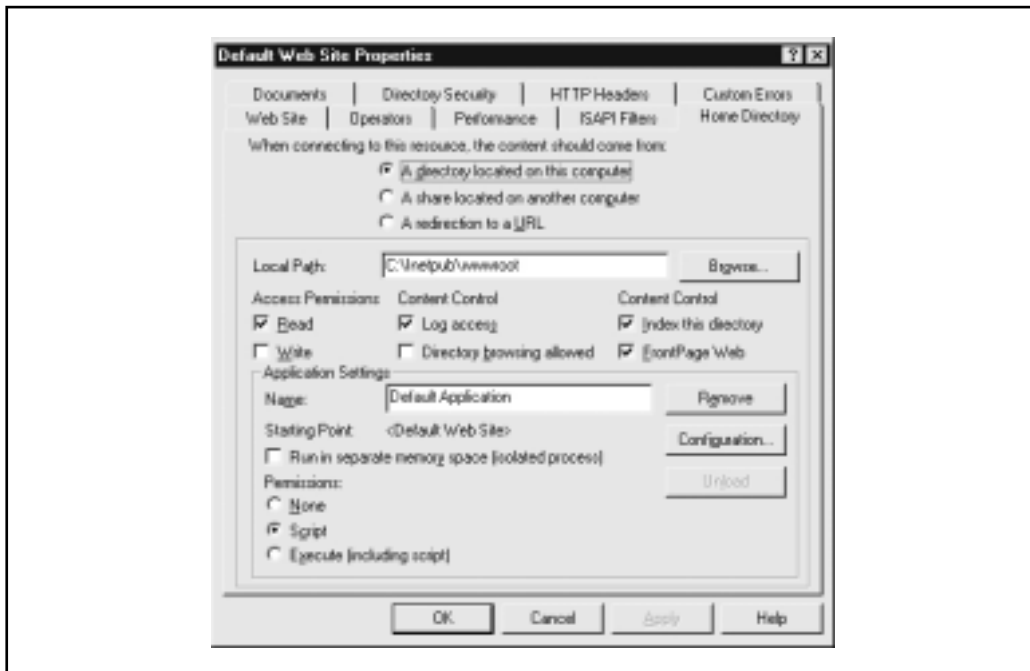 Default Web Site Properties
Documents Directory Security HTTP Headers Custom Errors
Web Site Operators Performance ISAPI Filters Home Directory
When connecting to this resource, the content should come from:
A directory located on this computer
A share located on another computer
A redirection to a URL
Local Path: C:\Inetpub\wwwroot Browse...
Access Permissions Content Control Content Control
Read Log access Index this directory
Write Directory browsing allowed FrontPage Web
Application Settings
Name: Default Application Remove
Starting Point: <Default Web Site> Configuration...
Run in separate memory space (isolated process)
Permissions: Unload
None
Script
Execute (including script)
OK Cancel Apply Help